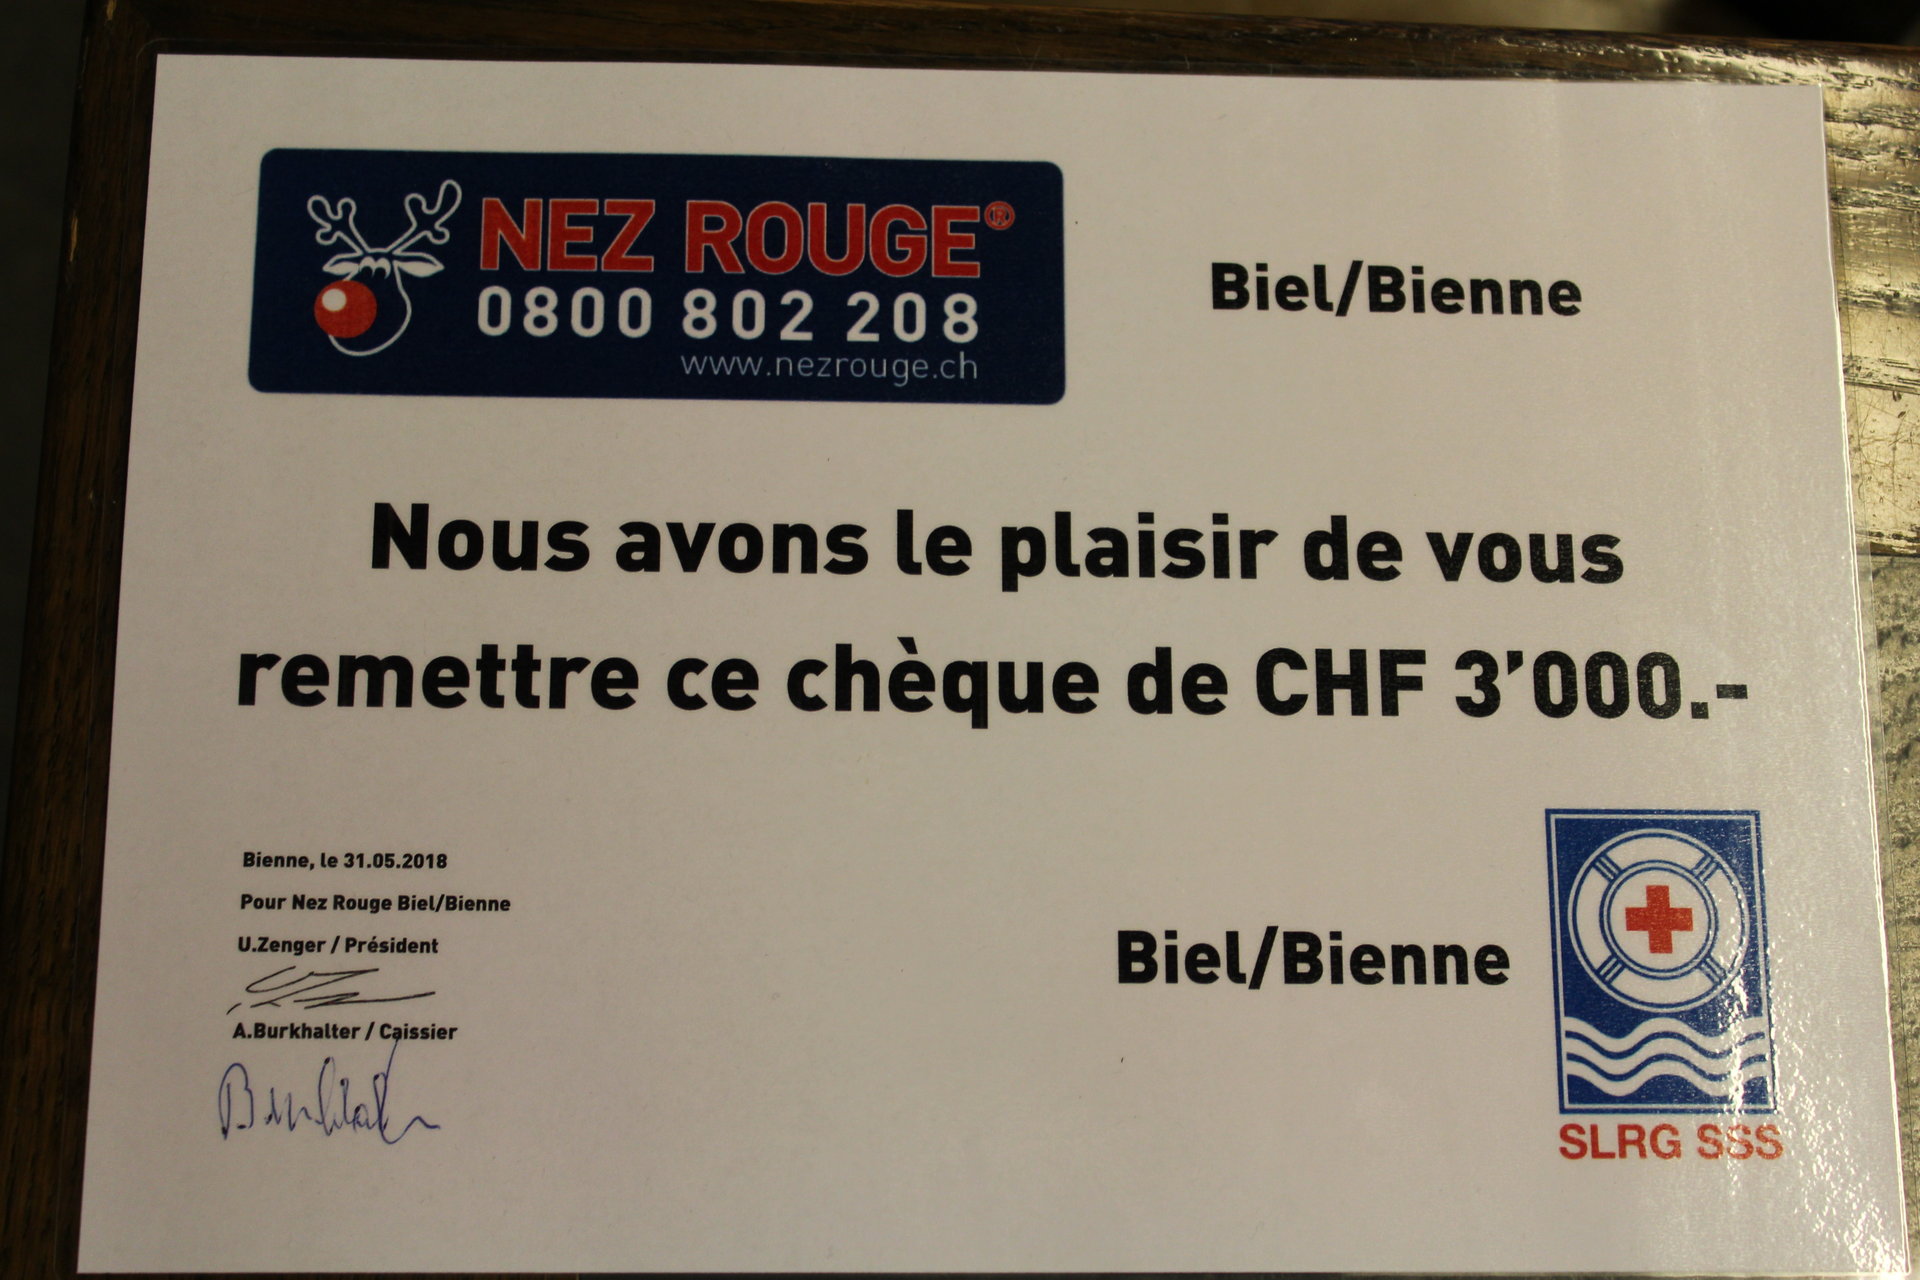 NEZ ROUGE®
0800 802 208
www.nezrouge.ch
Biel/Bienne
Nous avons le plaisir de vous
remettre ce chèque de CHF 3’000.-
Bienne, le 31.05.2018
Pour Nez Rouge Biel/Bienne
U.Zenger / Président
A.Burkhalter / Caissier
Biel/Bienne
SLRG SSS